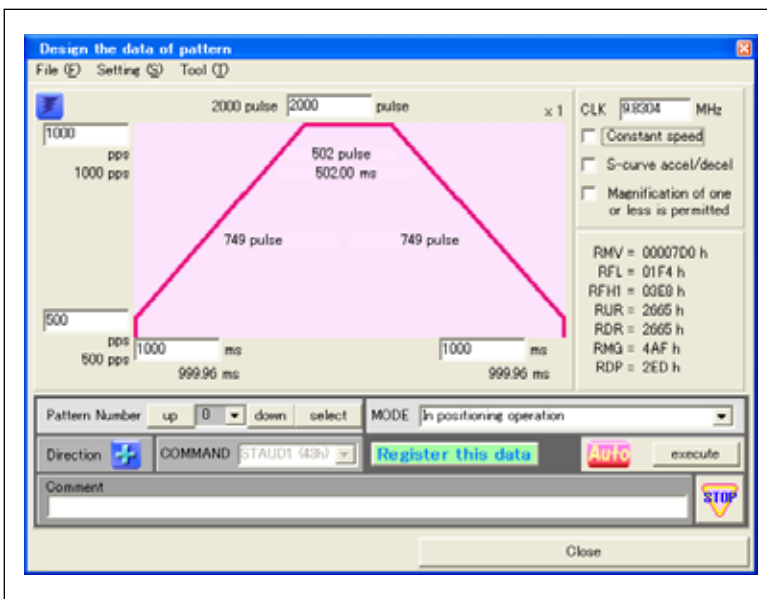 Design the data of pattern
File (F) Setting (S) Tool (T)
2000 pulse 2000 pulse x 1
1000
pps
1000 pps
502 pulse
502.00 ms
749 pulse 749 pulse
500
pps
500 pps
1000 ms 1000 ms
999.96 ms 999.96 ms
CLK 9.8304 MHz
Constant speed
S-curve accel/decel
Magnification of one
or less is permitted
RMV = 00007D0 h
RFL = 01F4 h
RFH1 = 03E8 h
RUR = 2665 h
RDR = 2665 h
RMG = 4AF h
RDP = 2ED h
Pattern Number up 0 down select MODE In positioning operation
Direction COMMAND STAUD1 (43h) Register this data Auto execute
Comment
STOP
Close